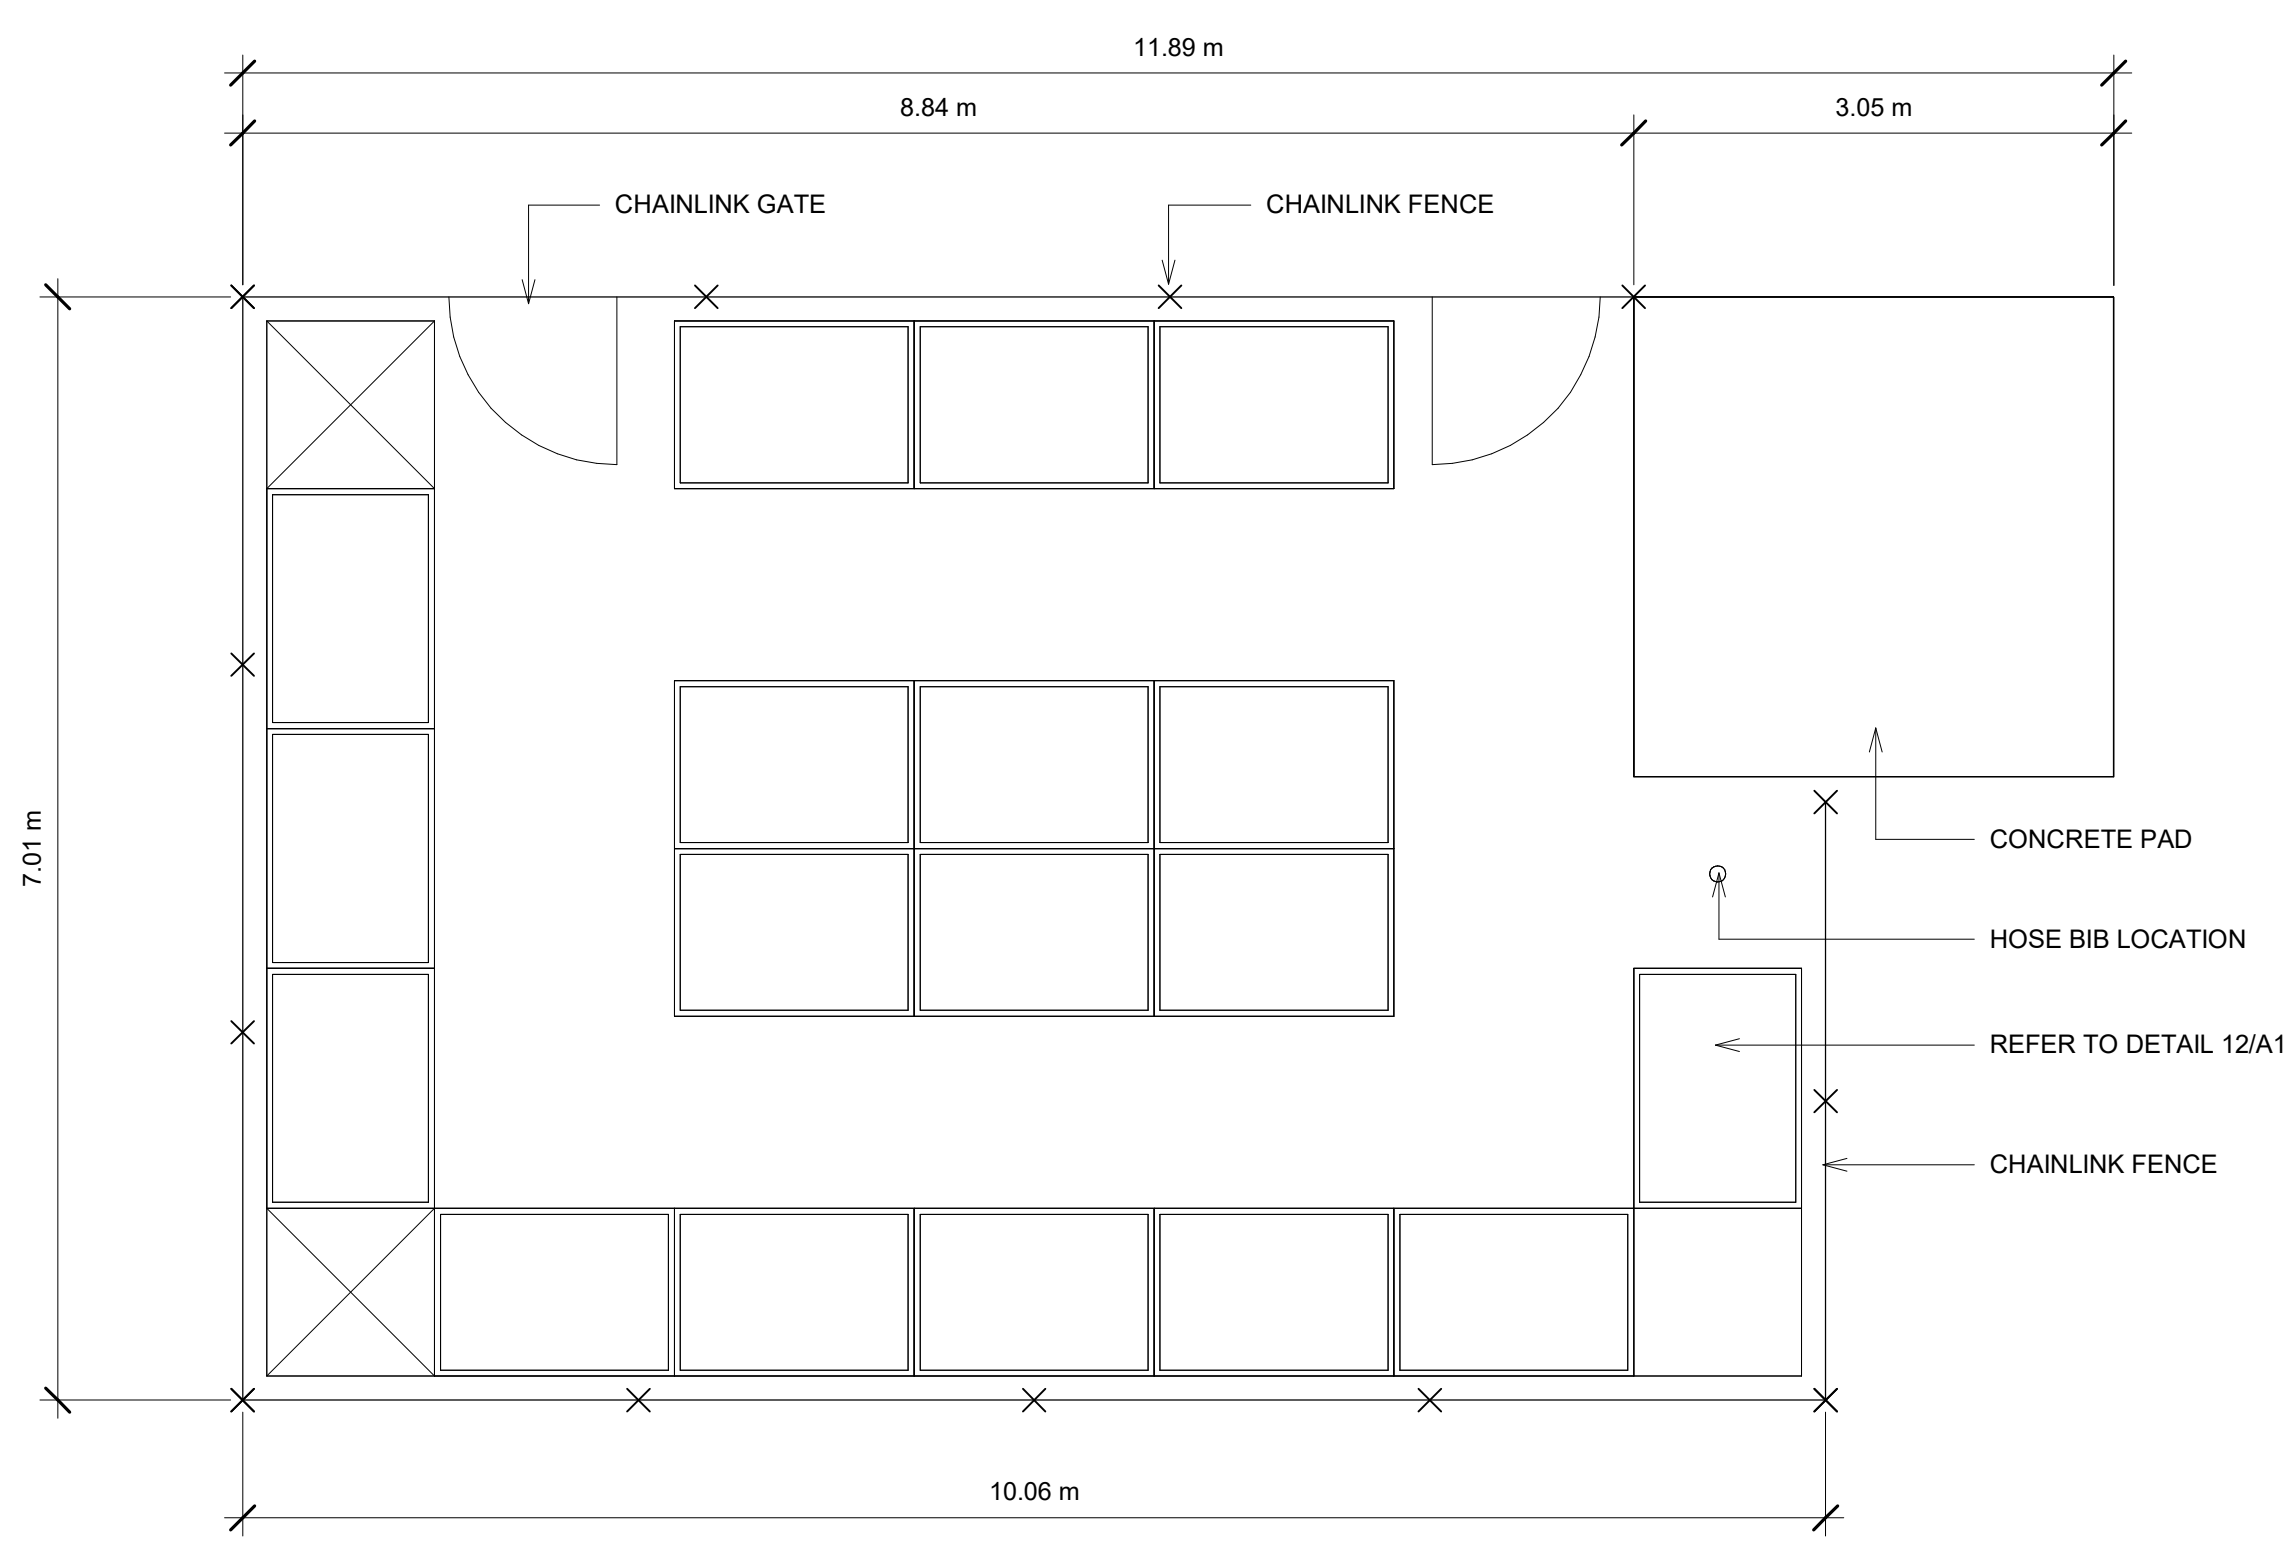 11.89 m
8.84 m
3.05 m
CHAINLINK GATE
CHAINLINK FENCE
7.01 m
CONCRETE PAD
HOSE BIB LOCATION
REFER TO DETAIL 12/A1
CHAINLINK FENCE
10.06 m